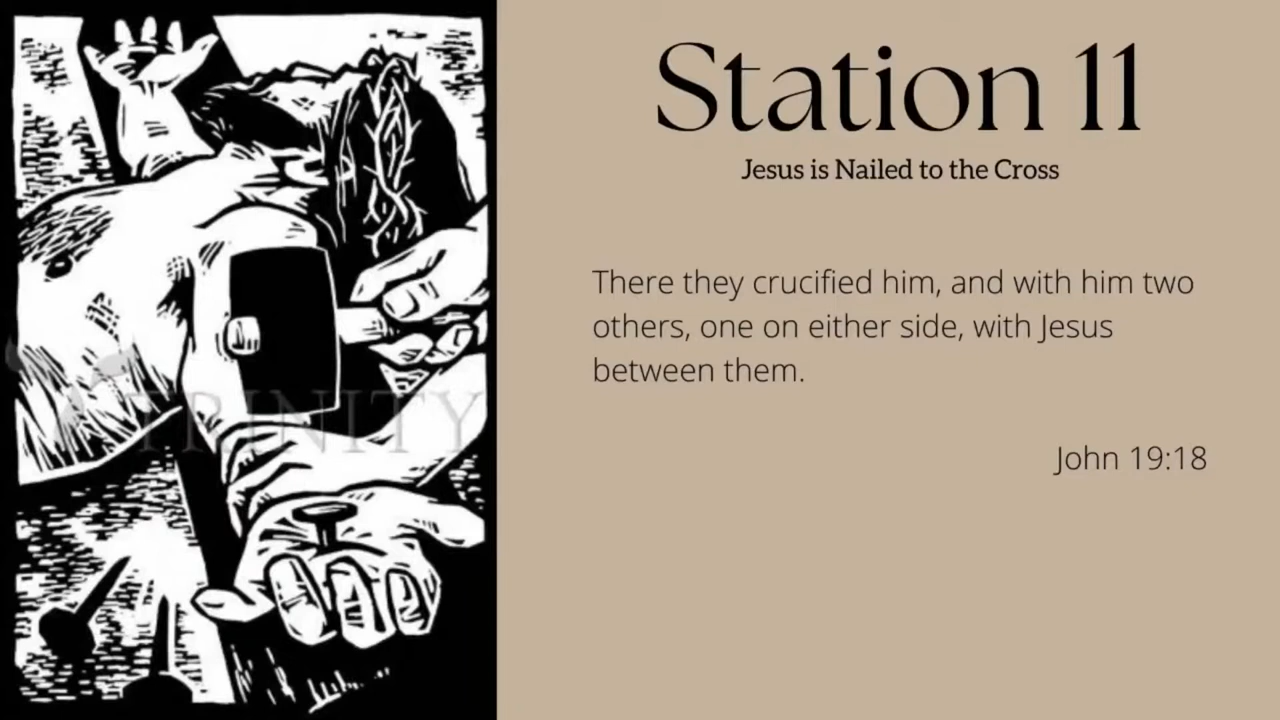 Station 11
Jesus is Nailed to the Cross
There they crucified him, and with him two
others, one on either side, with Jesus
between them.
John 19:18
TRINITY